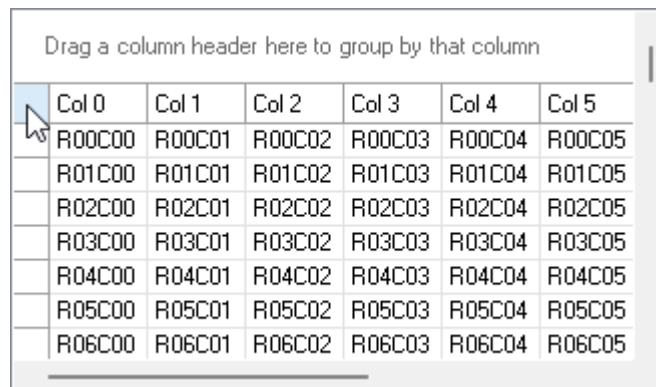 Drag a column header here to group by that column
Col 0 Col 1 Col 2 Col 3 Col 4 Col 5
R00C00 R00C01 R00C02 R00C03 R00C04 R00C05
R01C00 R01C01 R01C02 R01C03 R01C04 R01C05
R02C00 R02C01 R02C02 R02C03 R02C04 R02C05
R03C00 R03C01 R03C02 R03C03 R03C04 R03C05
R04C00 R04C01 R04C02 R04C03 R04C04 R04C05
R05C00 R05C01 R05C02 R05C03 R05C04 R05C05
R06C00 R06C01 R06C02 R06C03 R06C04 R06C05